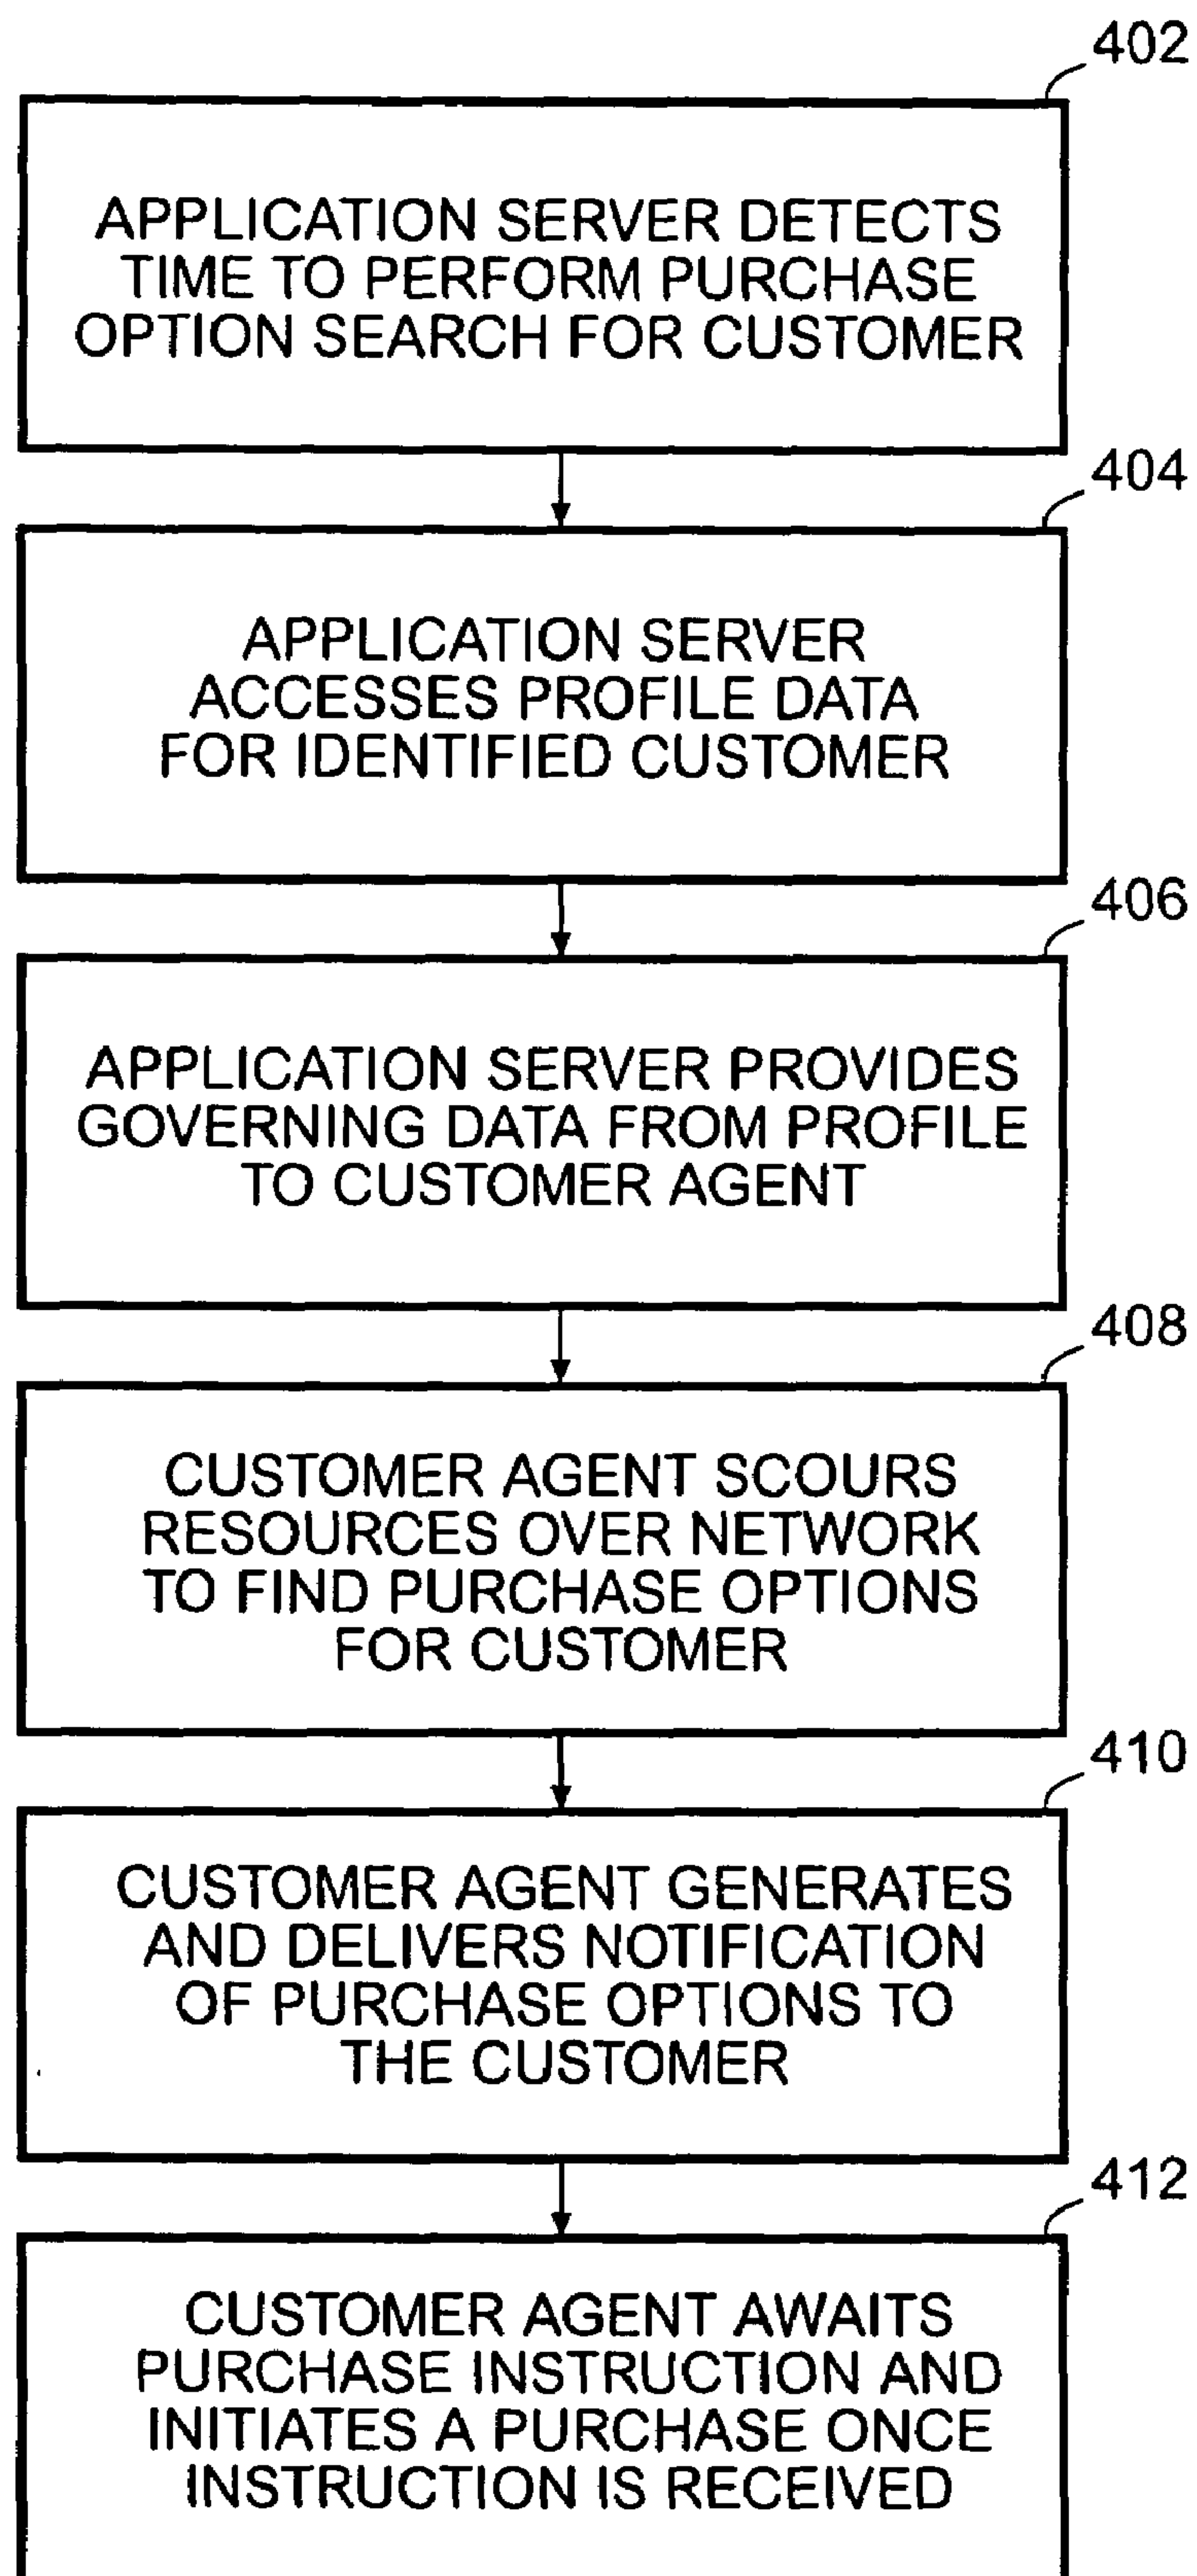 402
APPLICATION SERVER DETECTS
TIME TO PERFORM PURCHASE
OPTION SEARCH FOR CUSTOMER
404
APPLICATION SERVER
ACCESSES PROFILE DATA
FOR IDENTIFIED CUSTOMER
406
APPLICATION SERVER PROVIDES
GOVERNING DATA FROM PROFILE
TO CUSTOMER AGENT
408
CUSTOMER AGENT SCOURS
RESOURCES OVER NETWORK
TO FIND PURCHASE OPTIONS
FOR CUSTOMER
410
CUSTOMER AGENT GENERATES
AND DELIVERS NOTIFICATION
OF PURCHASE OPTIONS TO
THE CUSTOMER
412
CUSTOMER AGENT AWAITS
PURCHASE INSTRUCTION AND
INITIATES A PURCHASE ONCE
INSTRUCTION IS RECEIVED